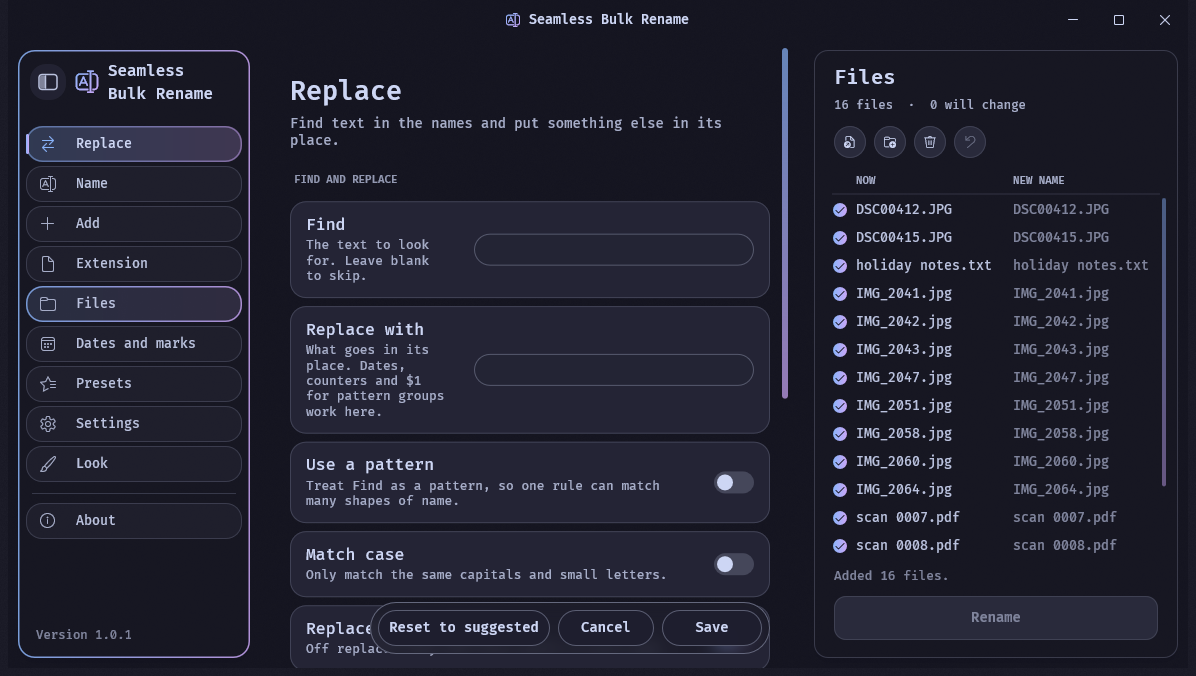 Seamless Bulk Rename
Seamless
Bulk Rename
Replace
Name
Add
Extension
Files
Dates and marks
Presets
Settings
Look
About
Version 1.0.1
Replace
Find text in the names and put something else in its
place.
FIND AND REPLACE
Find
The text to look
for. Leave blank
to skip.
Replace with
What goes in its
place. Dates,
counters and $1
for pattern groups
work here.
Use a pattern
Treat Find as a pattern, so one rule can match
many shapes of name.
Match case
Only match the same capitals and small letters.
Replace
Off
Reset to suggested
Cancel
Save
Files
16 files · 0 will change
NOW NEW NAME
DSC00412.JPG DSC00412.JPG
DSC00415.JPG DSC00415.JPG
holiday notes.txt holiday notes.txt
IMG_2041.jpg IMG_2041.jpg
IMG_2042.jpg IMG_2042.jpg
IMG_2043.jpg IMG_2043.jpg
IMG_2047.jpg IMG_2047.jpg
IMG_2051.jpg IMG_2051.jpg
IMG_2058.jpg IMG_2058.jpg
IMG_2060.jpg IMG_2060.jpg
IMG_2064.jpg IMG_2064.jpg
scan 0007.pdf scan 0007.pdf
scan 0008.pdf scan 0008.pdf
Added 16 files.
Rename